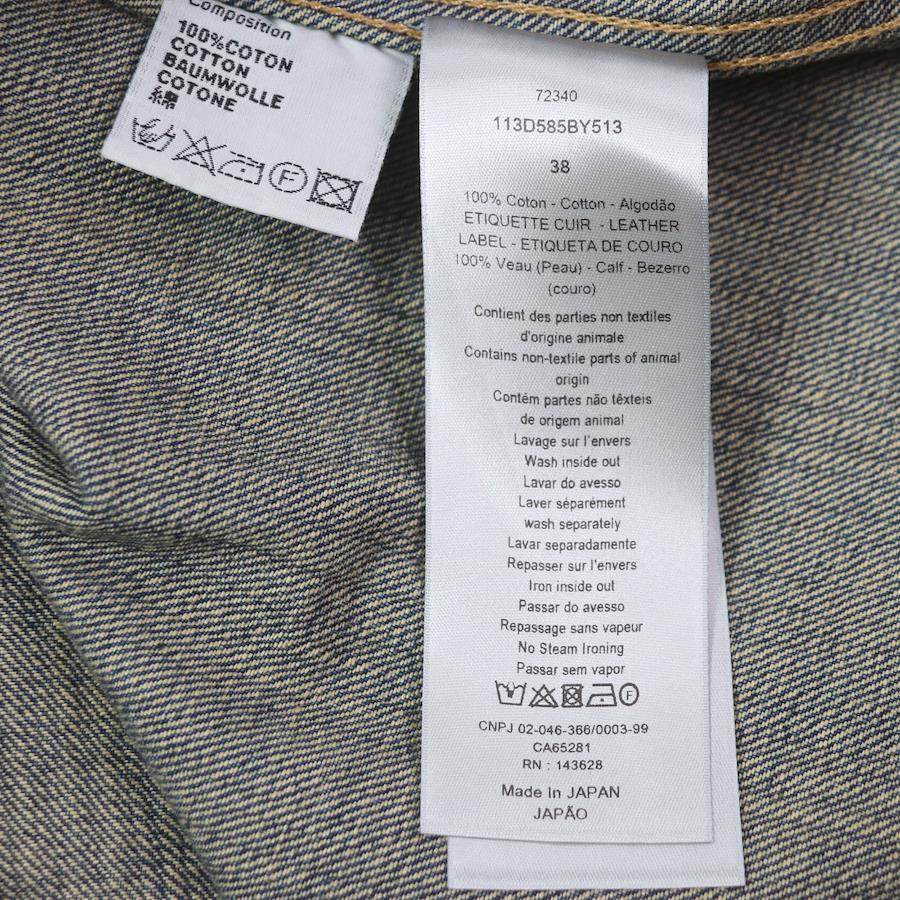 Composition
100%COTON
COTTON
BAUMWOLLE
COTONE
綿
F
72340
113D585BY513
38
100% Coton - Cotton - Algodão
ETIQUETTE CUIR - LEATHER
LABEL - ETIQUETA DE COURO
100% Veau (Peau) - Calf - Bezerro
(couro)
Contient des parties non textiles
d'origine animale
Contains non-textile parts of animal
origin
Contém partes não têxteis
de origem animal
Lavage sur l'envers
Wash inside out
Lavar do avesso
Laver séparément
wash separately
Lavar separadamente
Repasser sur l'envers
Iron inside out
Passar do avesso
Repassage sans vapeur
No Steam Ironing
Passar sem vapor
F
CNPJ 02-046-366/0003-99
CA65281
RN : 143628
Made In JAPAN
JAPÃO